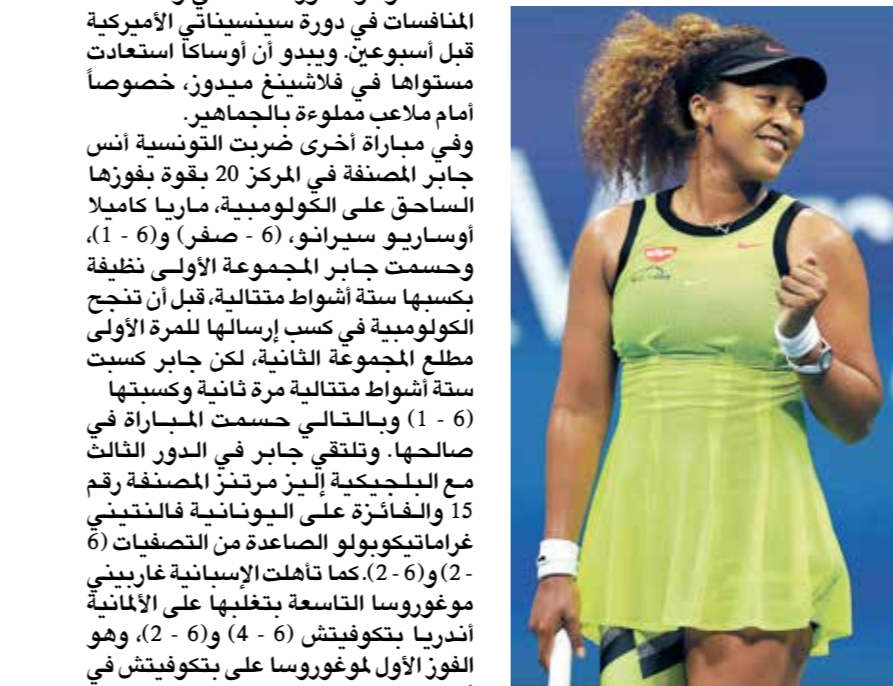 المنافسات في دورة سينسيناتي الأميركية
قبل أسبوعين. ويبدو أن أوساكا استعادت
مستواها في فلاشينغ ميدوز، خصوصاً
أمام ملاعب مملوءة بالجماهير.
وفي مباراة أخرى ضربت التونسية أنس
جابر المصنفة في المركز 20 بقوة بفوزها
الساحق على الكولومبية، ماريا كاميلا
أوساريو سيرانو، (6 - صفر) و(6 - 1)،
وحسمت جابر المجموعة الأولى نظيفة
بكسبها ستة أشواط متتالية، قبل أن تنجح
الكولومبية في كسب إرسالها للمرة الأولى
مطلع المجموعة الثانية، لكن جابر كسبت
ستة أشواط متتالية مرة ثانية وكسبتها
(6 - 1) وبالتالي حسمت المباراة في
صالحها. وتلتقي جابر في الدور الثالث
مع البلجيكية إليز مرتنز المصنفة رقم
15 والفائزة على اليونانية فالنتيني
غراماتيكوبولو الصاعدة من التصفيات (6
- 2) و(6 - 2). كما تأهلت الإسبانية غاربيني
موغوروسا التاسعة بتغلبها على الألمانية
أندريا بتكوفيتش (6 - 4) و(6 - 2)، وهو
الفوز الأول لموغوروسا على بتكوفيتش في